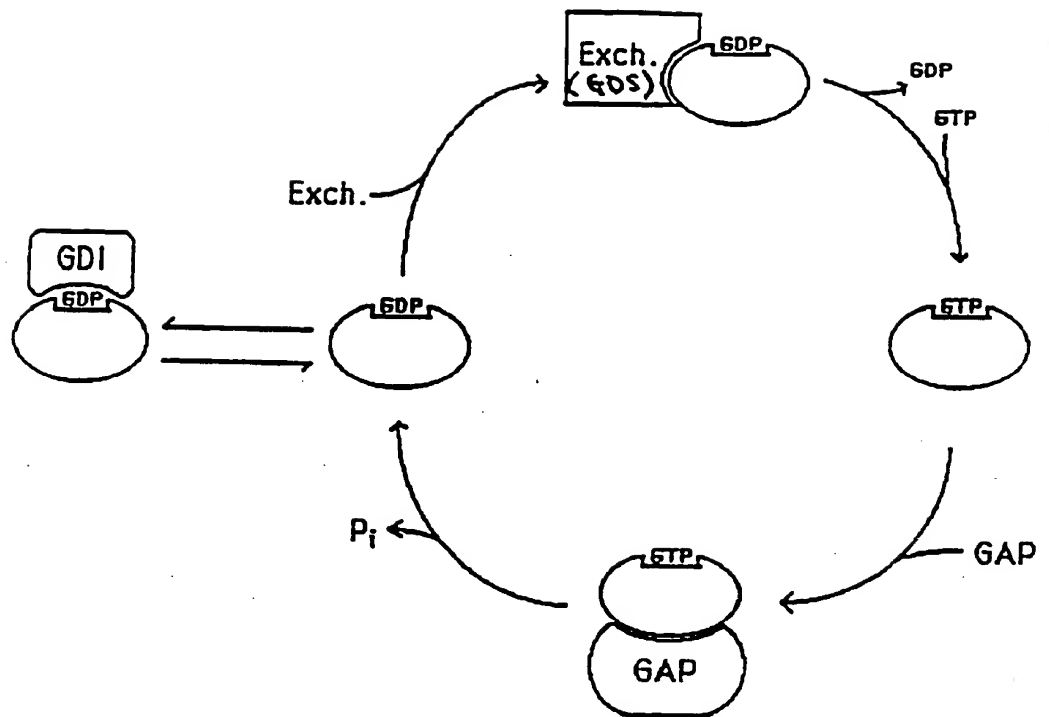 Exch.
(GDS)
GDP
GDP
GTP
Exch.
GDI
GDP
GDP
GTP
Pi
GTP
GAP
GAP